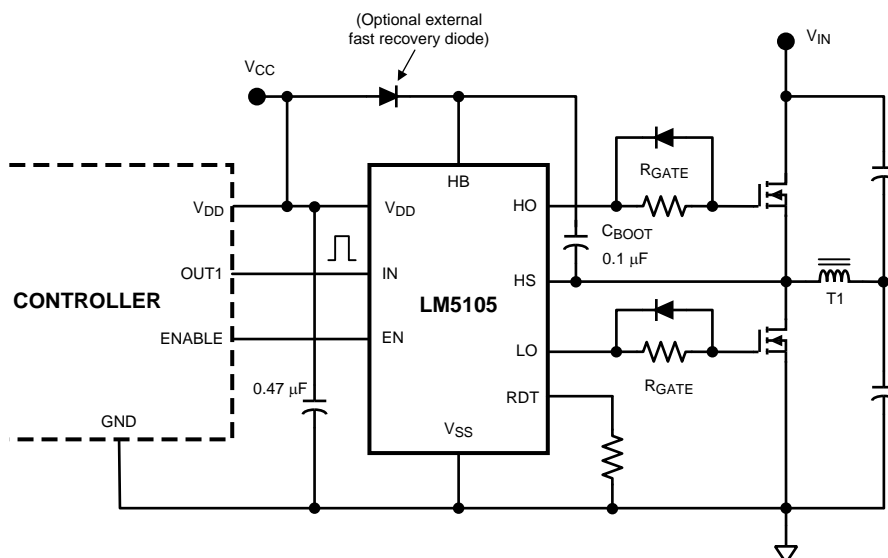 (Optional external
fast recovery diode)
VCC
VIN
HB
RGATE
VDD
VDD
HO
CBOOT
0.1 μF
OUT1
IN
HS
CONTROLLER
LM5105
T1
ENABLE
EN
LO
0.47 μF
RDT
RGATE
GND
VSS